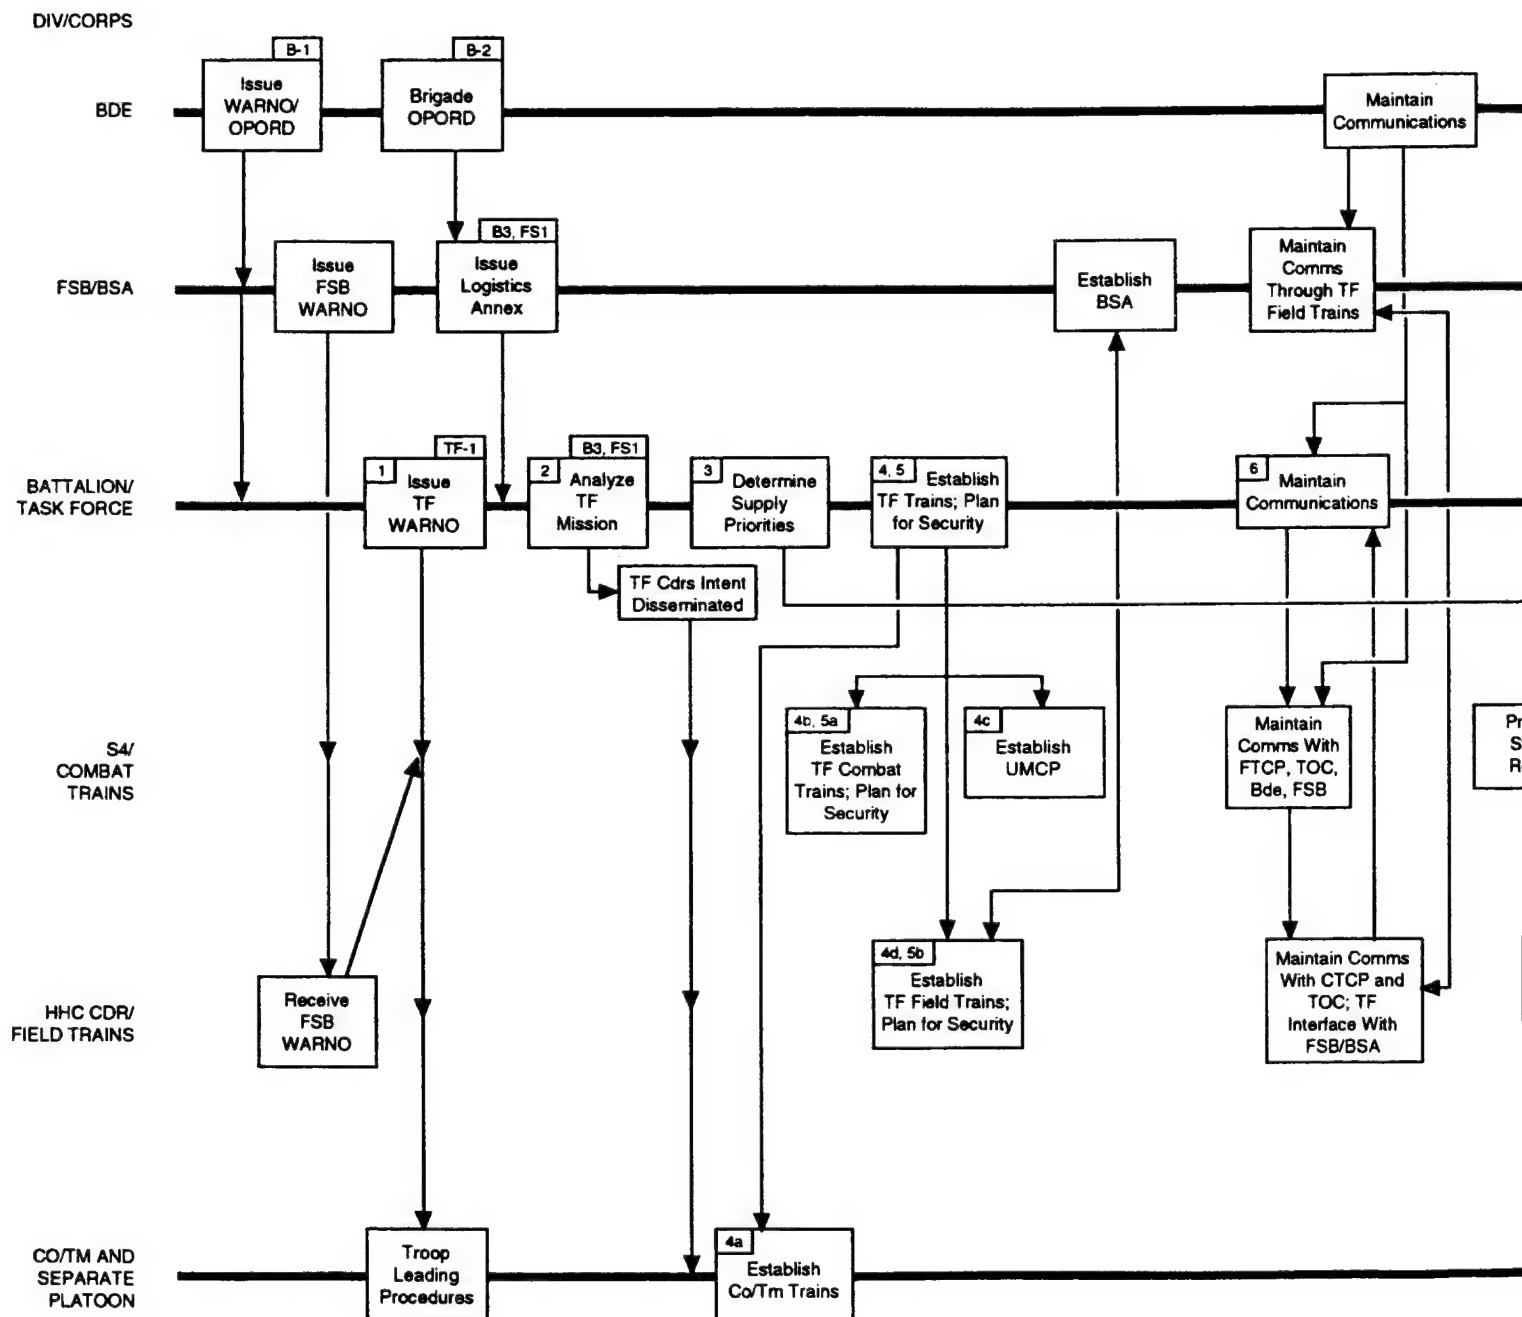 DIV/CORPS
B-1
B-2
Issue
WARNO/
OPORD
Brigade
OPORD
BDE
Maintain
Communications
B3, FS1
Issue
FSB
WARNO
Issue
Logistics
Annex
FSB/BSA
Establish
BSA
Maintain
Comms
Through TF
Field Trains
TF-1
B3, FS1
1
Issue
TF
WARNO
2
Analyze
TF
Mission
3
Determine
Supply
Priorities
4, 5
Establish
TF Trains; Plan
for Security
6
Maintain
Communications
BATTALION/
TASK FORCE
TF Cdrs Intent
Disseminated
S4/
COMBAT
TRAINS
4b, 5a
Establish
TF Combat
Trains; Plan for
Security
4c
Establish
UMCP
Maintain
Comms With
FTCP, TOC,
Bde, FSB
Pr
S
R
HHC CDR/
FIELD TRAINS
Receive
FSB
WARNO
4d, 5b
Establish
TF Field Trains;
Plan for Security
Maintain Comms
With CTCP and
TOC; TF
Interface With
FSB/BSA
CO/TM AND
SEPARATE
PLATOON
Troop
Leading
Procedures
4a
Establish
Co/Tm Trains